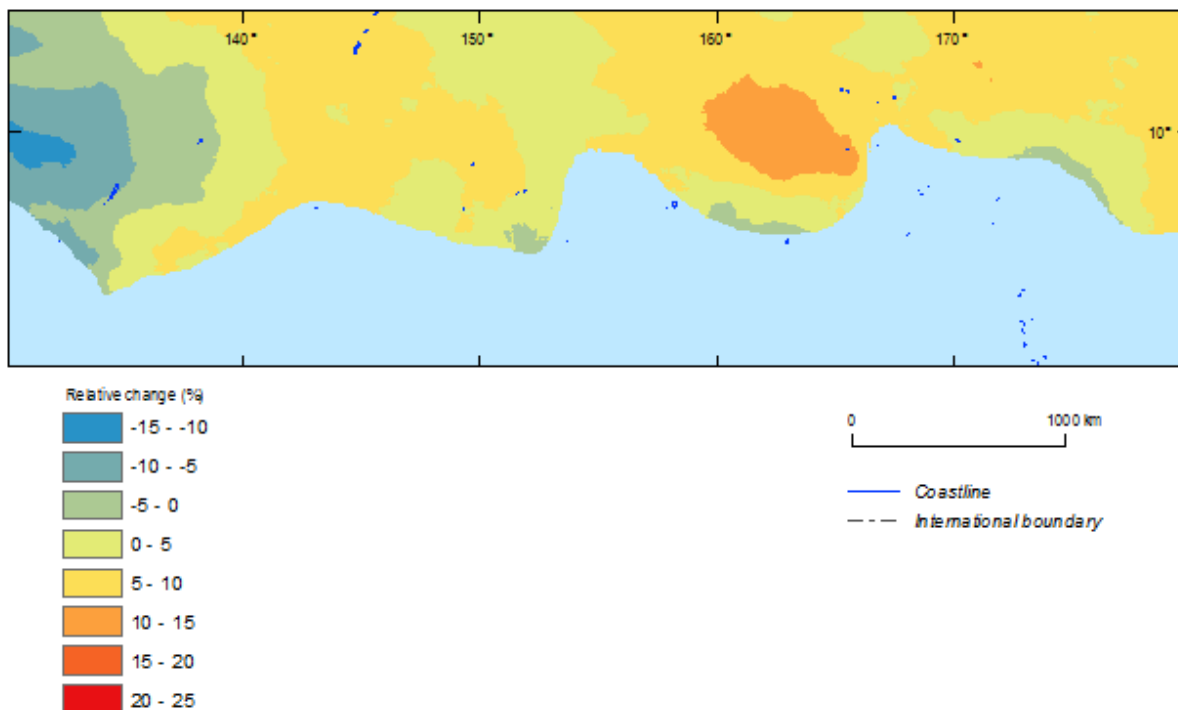 140° 150° 160° 170°
10°
Relative change (%)
-15 - -10
-10 - -5
-5 - 0
0 - 5
5 - 10
10 - 15
15 - 20
20 - 25
0 1000 km
Coastline
International boundary